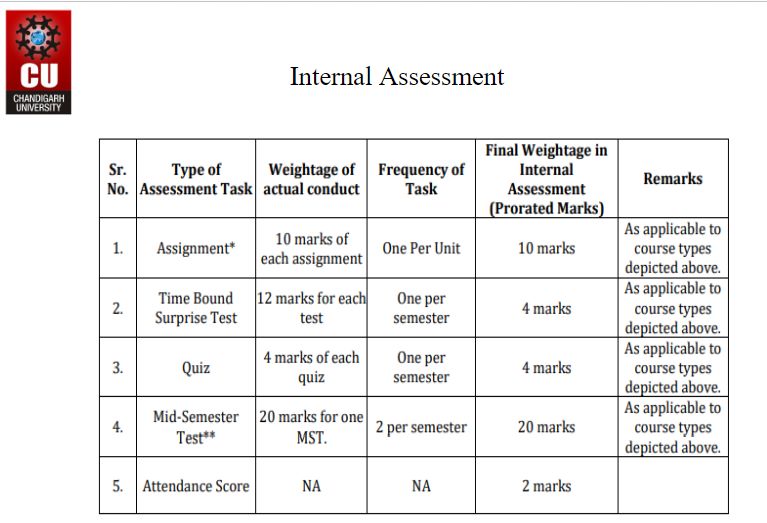 CU
CHANDIGARH
UNIVERSITY
Internal Assessment
Sr. No.
Type of Assessment Task
Weightage of actual conduct
Frequency of Task
Final Weightage in Internal Assessment (Prorated Marks)
Remarks
1.
Assignment*
10 marks of each assignment
One Per Unit
10 marks
As applicable to course types depicted above.
2.
Time Bound Surprise Test
12 marks for each test
One per semester
4 marks
As applicable to course types depicted above.
3.
Quiz
4 marks of each quiz
One per semester
4 marks
As applicable to course types depicted above.
4.
Mid-Semester Test**
20 marks for one MST.
2 per semester
20 marks
As applicable to course types depicted above.
5.
Attendance Score
NA
NA
2 marks